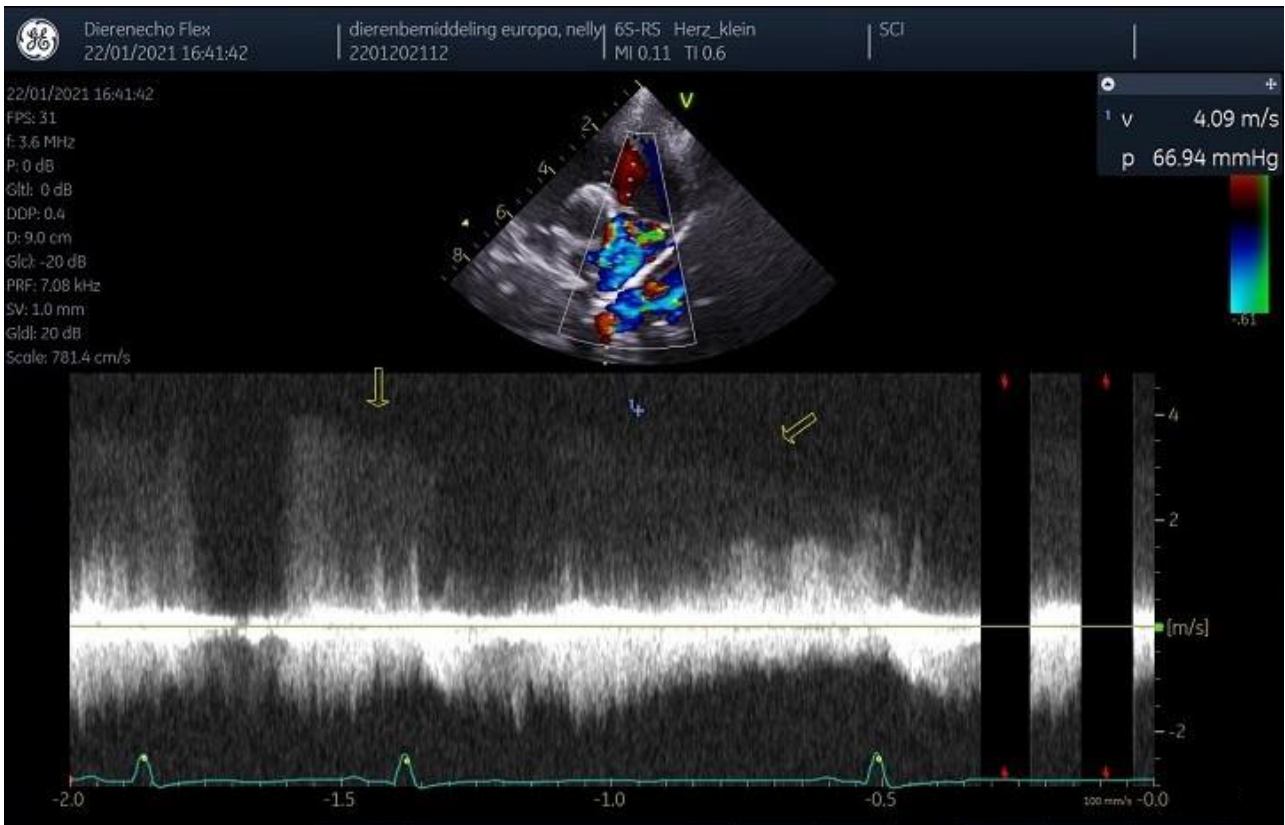 Dierenecho Flex
22/01/2021 16:41:42
dierenbemiddeling europa, nelly
2201202112
6S-RS Herz_klein
MI 0.11 TI 0.6
SCI
22/01/2021 16:41:42
FPS: 31
f: 3.6 MHz
P: 0 dB
G(t): 0 dB
DDP: 0.4
D: 9.0 cm
G(c): -20 dB
PRF: 7.08 kHz
SV: 1.0 mm
G(d): 20 dB
Scale: 781.4 cm/s
V
2
4
6
8
1 v 4.09 m/s
p 66.94 mmHg
-.61
1
4
2
[m/s]
-2
-2.0 -1.5 -1.0 -0.5 100 mm/s -0.0